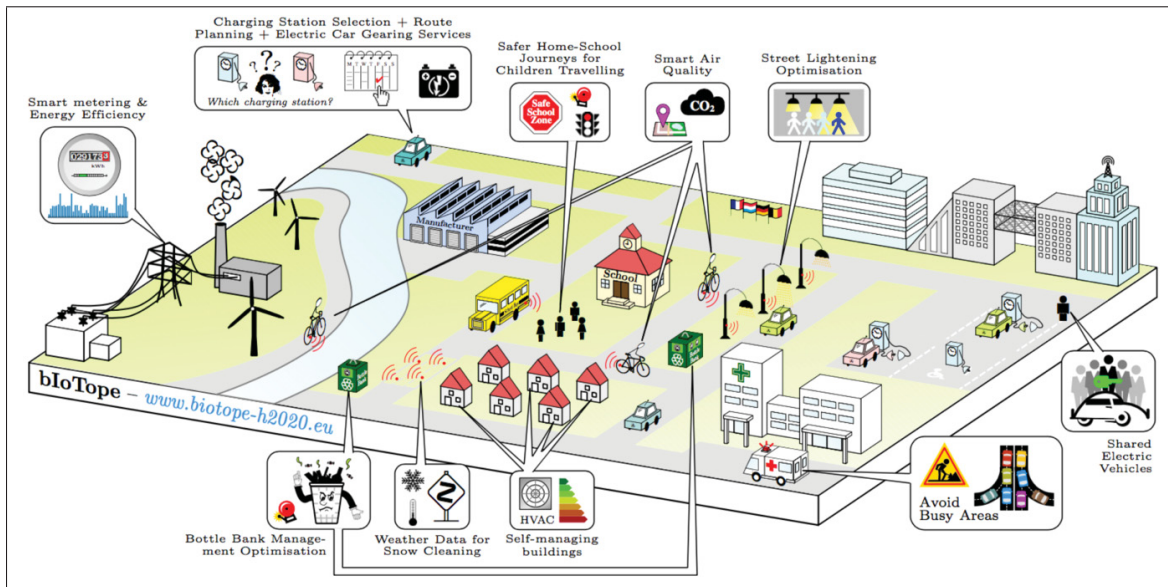 Charging Station Selection + Route
Planning + Electric Car Gearing Services
M T W T F S S
Which charging station?
Safer Home-School
Journeys for
Children Travelling
Safe
School
Zone
Smart Air
Quality
CO2
Street Lightening
Optimisation
Smart metering &
Energy Efficiency
kWh
Manufacturer
School
bIoTope – www.biotope-h2020.eu
Bottle Bank Manage-
ment Optimisation
Weather Data for
Snow Cleaning
HVAC
Self-managing
buildings
Avoid
Busy Areas
Shared
Electric
Vehicles